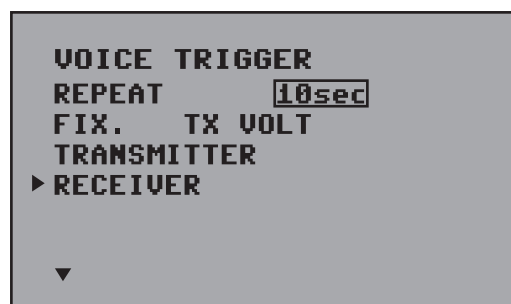 VOICE TRIGGER
REPEAT 10sec
FIX. TX VOLT
TRANSMITTER
RECEIVER